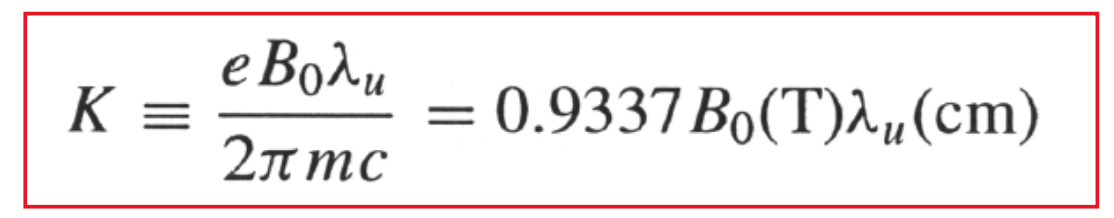 K ≡ eB₀λᵤ / 2πmc = 0.9337 B₀(T)λᵤ(cm)